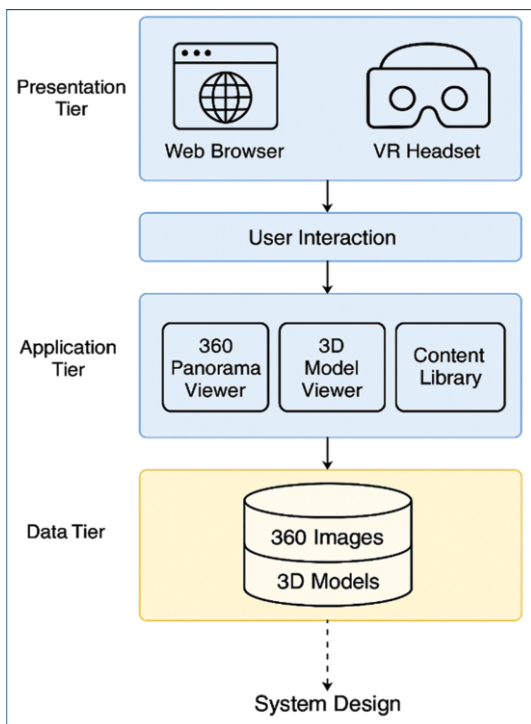 Presentation
Tier
Web Browser
VR Headset
User Interaction
Application
Tier
360
Panorama
Viewer
3D
Model
Viewer
Content
Library
Data Tier
360 Images
3D Models
System Design